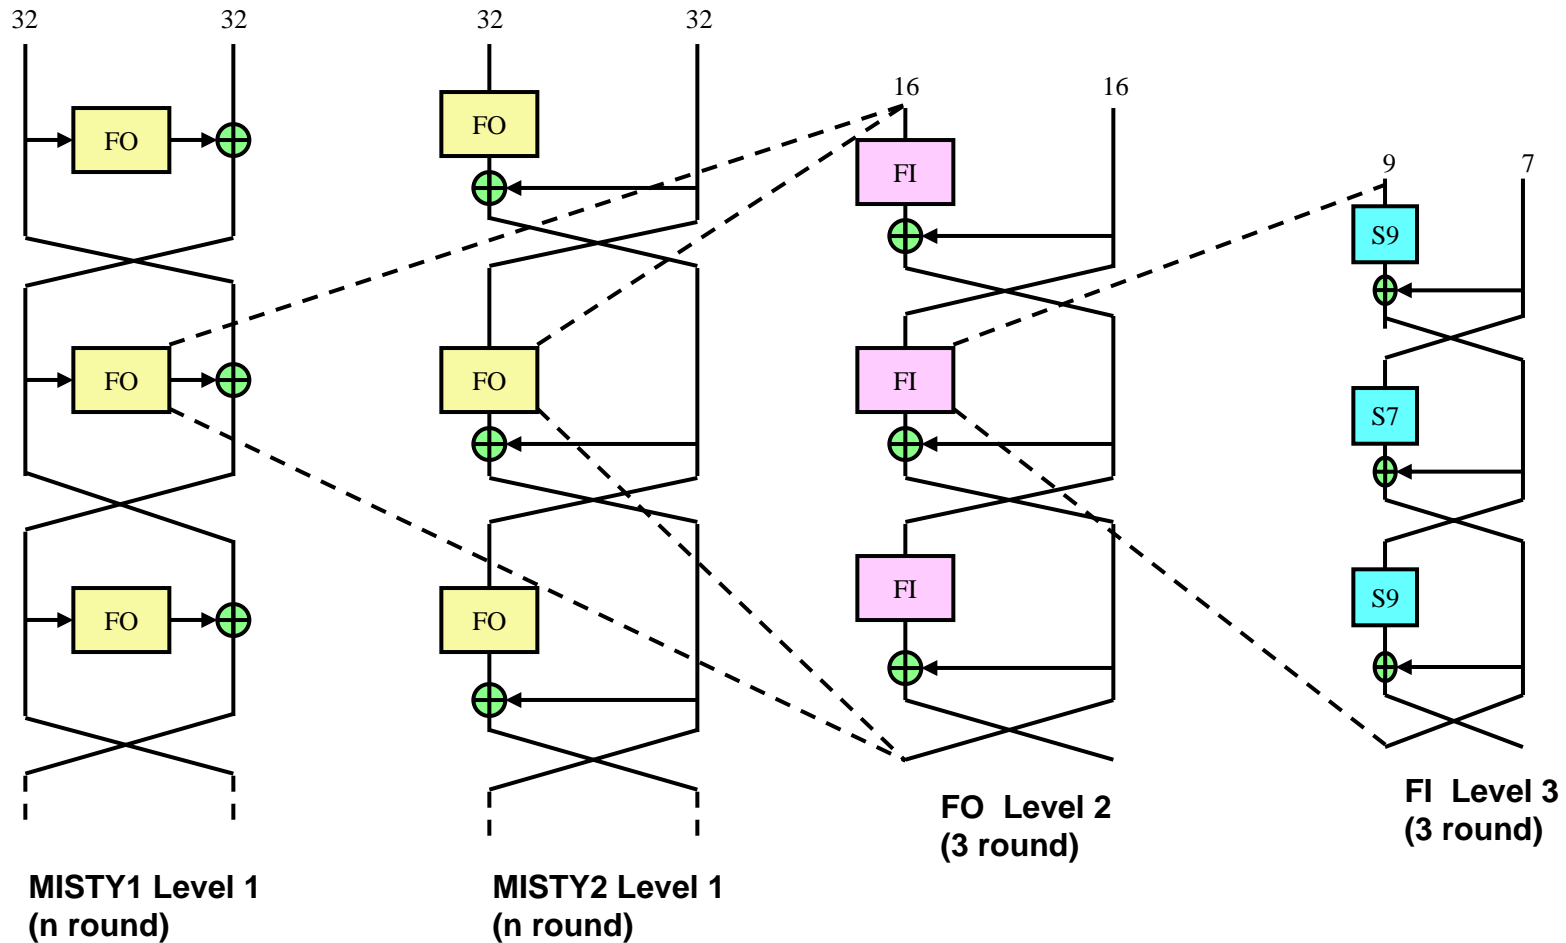 32
32
32
32
16
16
9
7
FO
FO
FI
S9
FO
FO
FI
S7
FO
FO
FI
S9
MISTY1 Level 1
(n round)
MISTY2 Level 1
(n round)
FO Level 2
(3 round)
FI Level 3
(3 round)